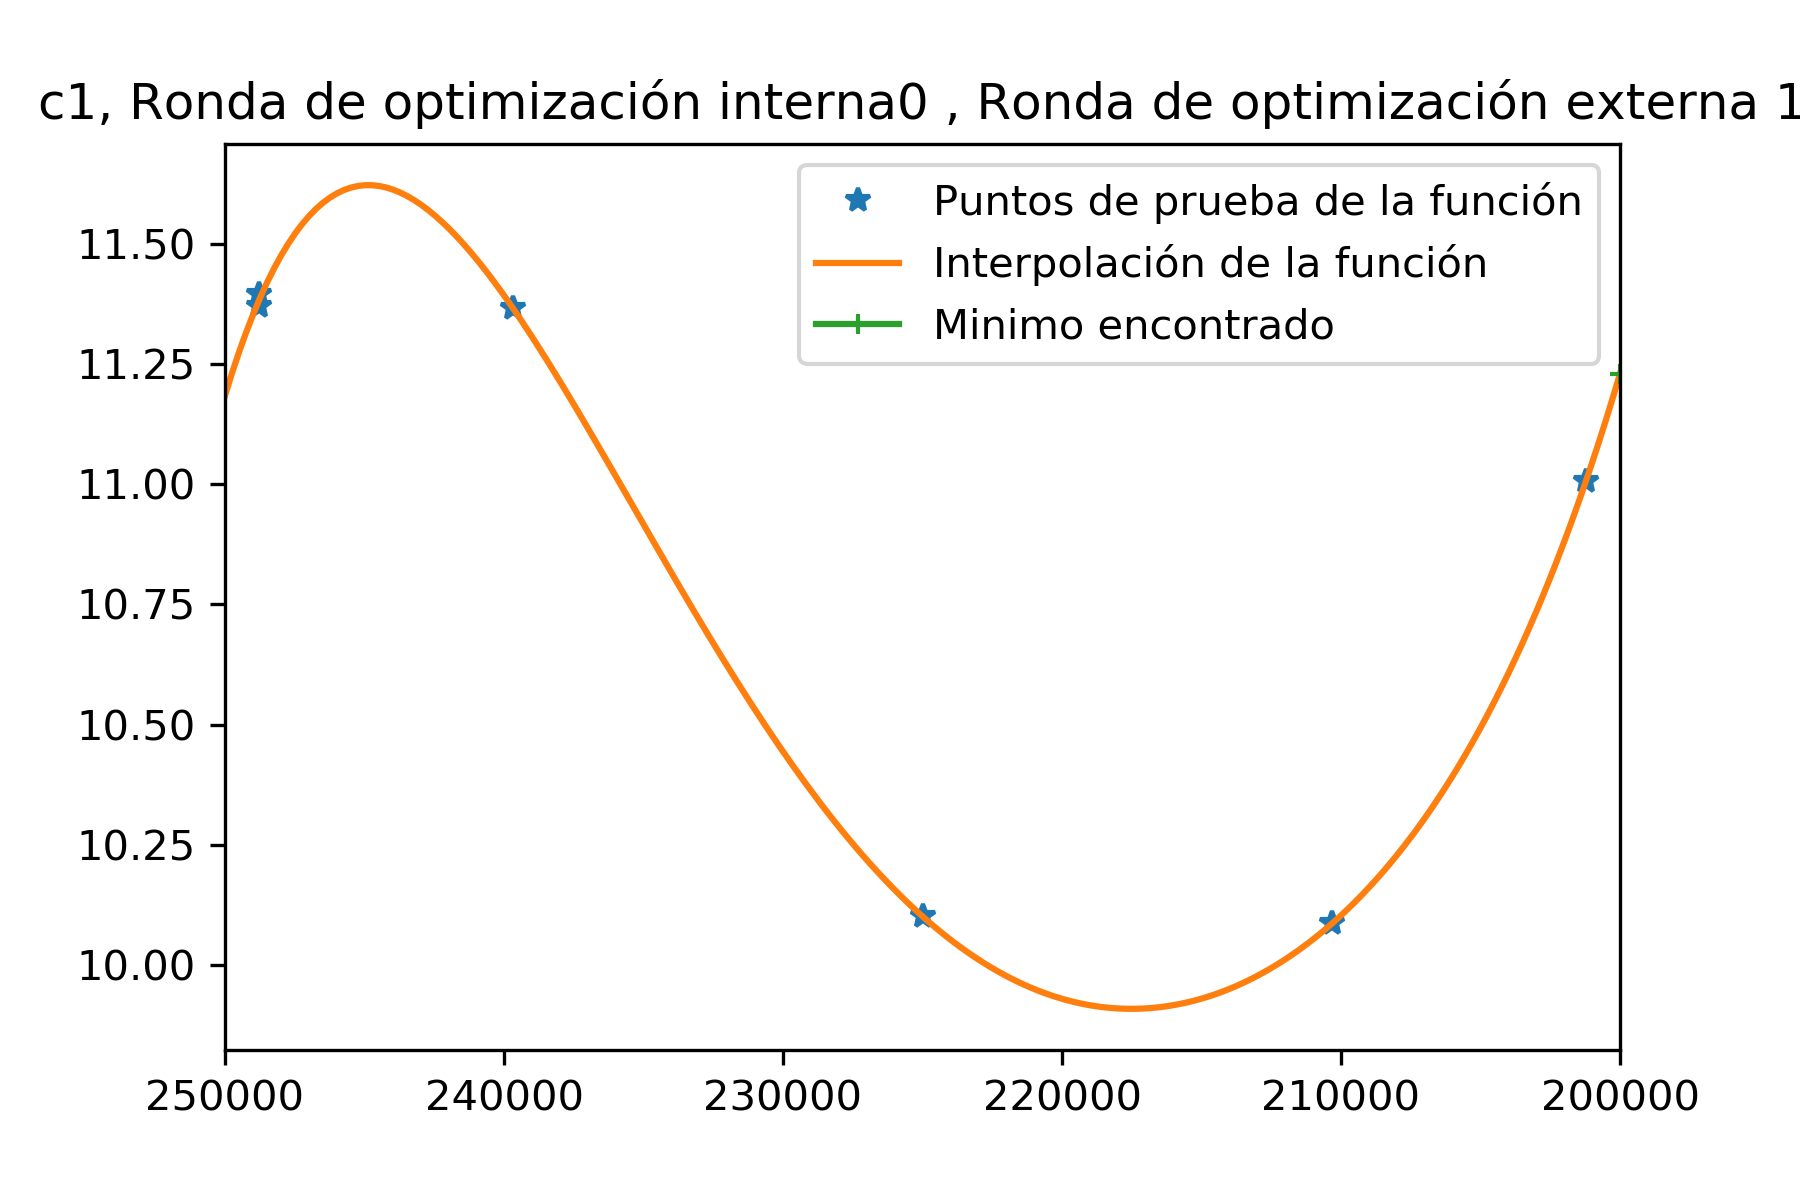 c1, Ronda de optimización interna0 , Ronda de optimización externa 1
Puntos de prueba de la función
Interpolación de la función
Minimo encontrado
11.50
11.25
11.00
10.75
10.50
10.25
10.00
250000 240000 230000 220000 210000 200000